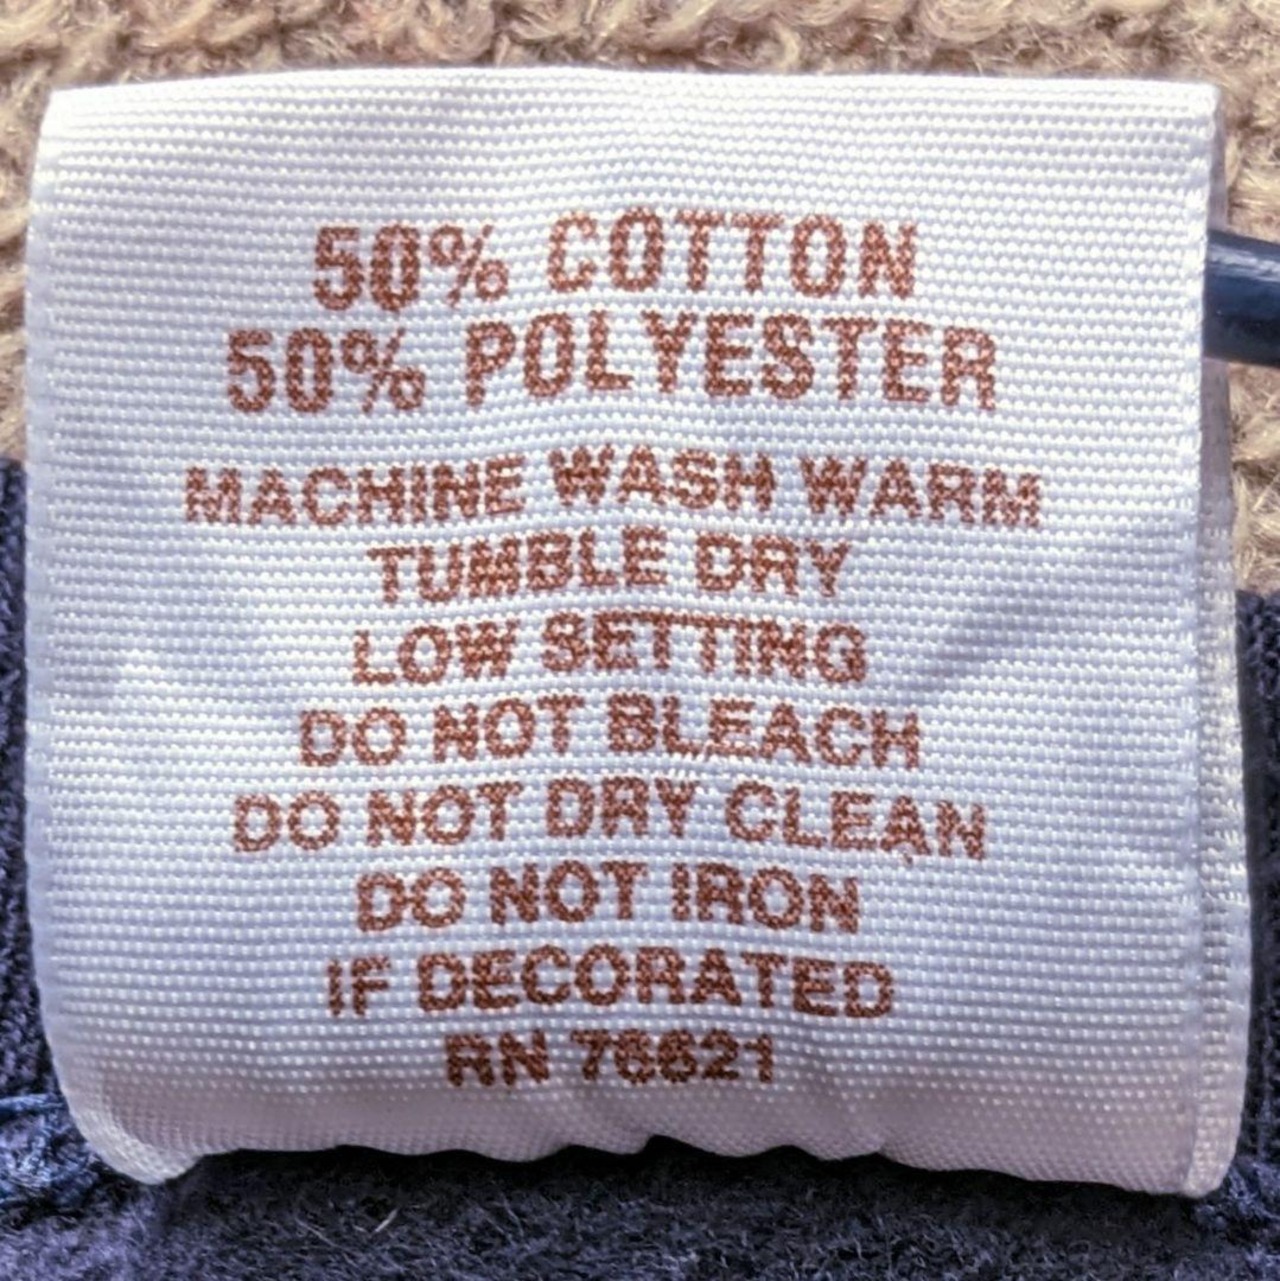 50% COTTON
50% POLYESTER
MACHINE WASH WARM
TUMBLE DRY
LOW SETTING
DO NOT BLEACH
DO NOT DRY CLEAN
DO NOT IRON
IF DECORATED
RN 76621